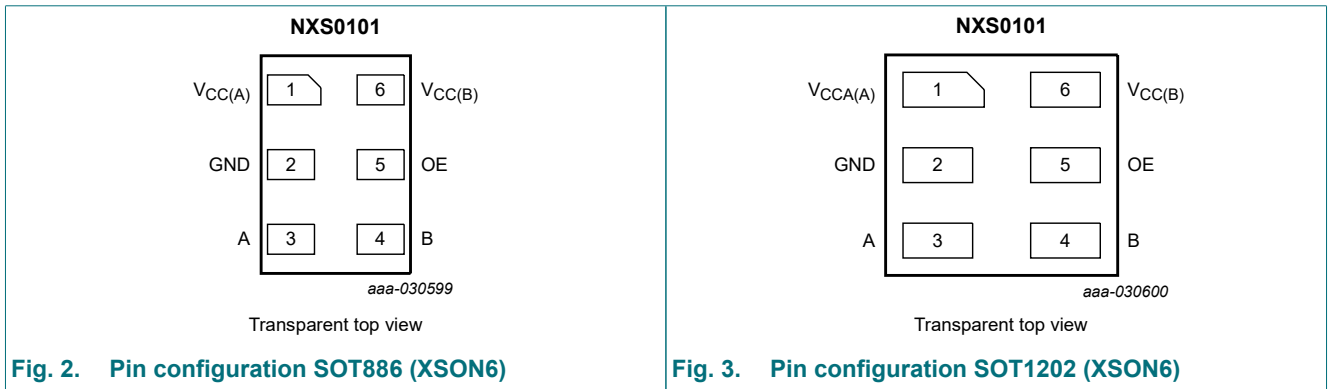 NXS0101
VCC(A) 1 6 VCC(B)
GND 2 5 OE
A 3 4 B
aaa-030599
Transparent top view
Fig. 2. Pin configuration SOT886 (XSON6)
NXS0101
VCCA(A) 1 6 VCC(B)
GND 2 5 OE
A 3 4 B
aaa-030600
Transparent top view
Fig. 3. Pin configuration SOT1202 (XSON6)